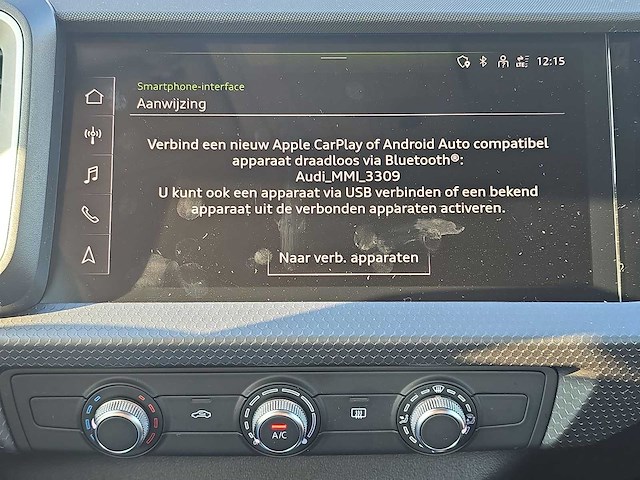 12:15
Smartphone-interface
Aanwijzing
Verbind een nieuw Apple CarPlay of Android Auto compatibel
apparaat draadloos via Bluetooth®:
Audi_MMI_3309
U kunt ook een apparaat via USB verbinden of een bekend
apparaat uit de verbonden apparaten activeren.
Naar verb. apparaten
A/C